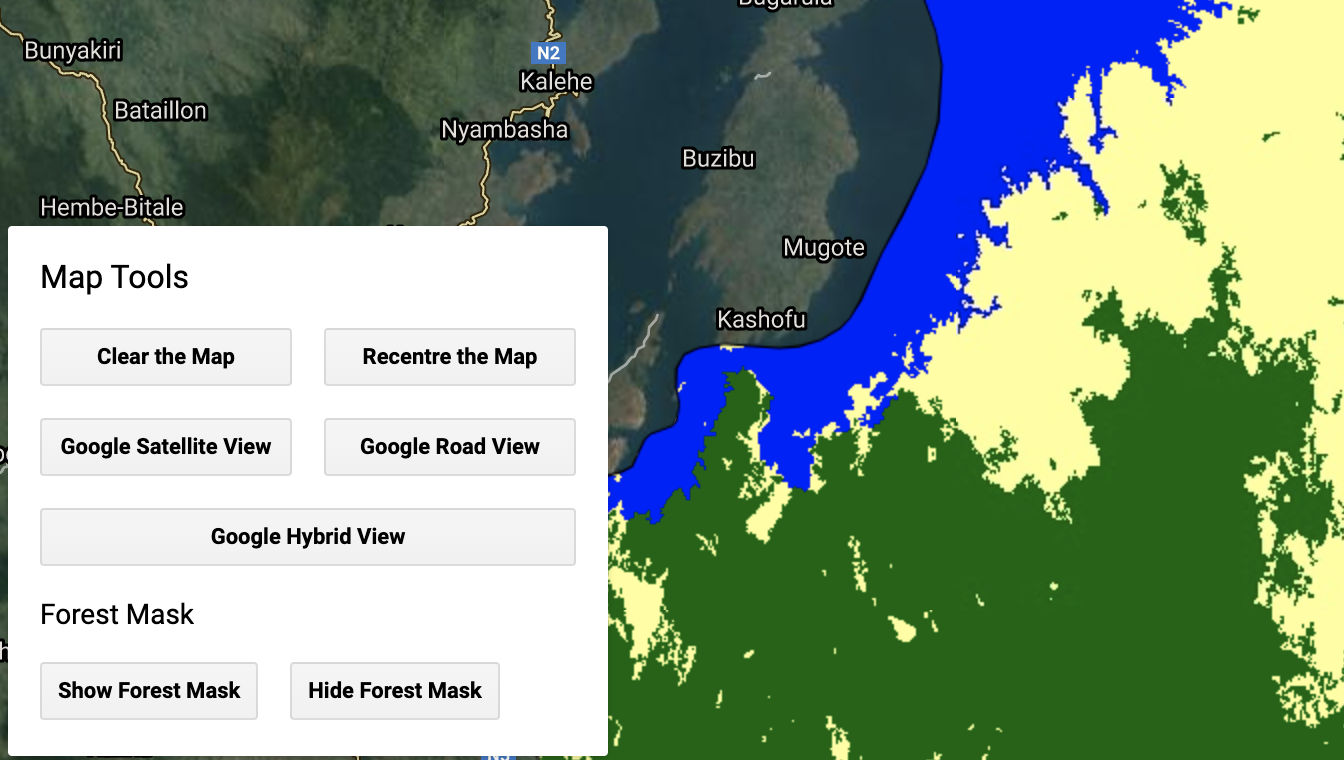 Bunyakiri
N2
Kalehe
Bataillon
Nyambasha
Buzibu
Hembe-Bitale
Mugote
Kashofu
Map Tools
Clear the Map Recentre the Map
Google Satellite View Google Road View
Google Hybrid View
Forest Mask
Show Forest Mask Hide Forest Mask